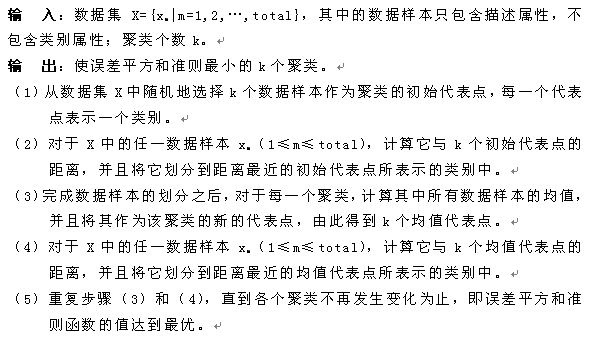 输 入：数据集 X={xₘ|m=1,2,…,total}，其中的数据样本只包含描述属性，不
包含类别属性；聚类个数k。
输 出：使误差平方和准则最小的 k 个聚类。
（1）从数据集 X 中随机地选择 k 个数据样本作为聚类的初始代表点，每一个代表
点表示一个类别。
（2）对于 X 中的任一数据样本 xₘ（1≤m≤total），计算它与 k 个初始代表点的
距离，并且将它划分到距离最近的初始代表点所表示的类别中。
（3）完成数据样本的划分之后，对于每一个聚类，计算其中所有数据样本的均值，
并且将其作为该聚类的新的代表点，由此得到 k 个均值代表点。
（4）对于 X 中的任一数据样本 xₘ（1≤m≤total），计算它与 k 个均值代表点的
距离，并且将它划分到距离最近的均值代表点所表示的类别中。
（5）重复步骤（3）和（4），直到各个聚类不再发生变化为止，即误差平方和准
则函数的值达到最优。